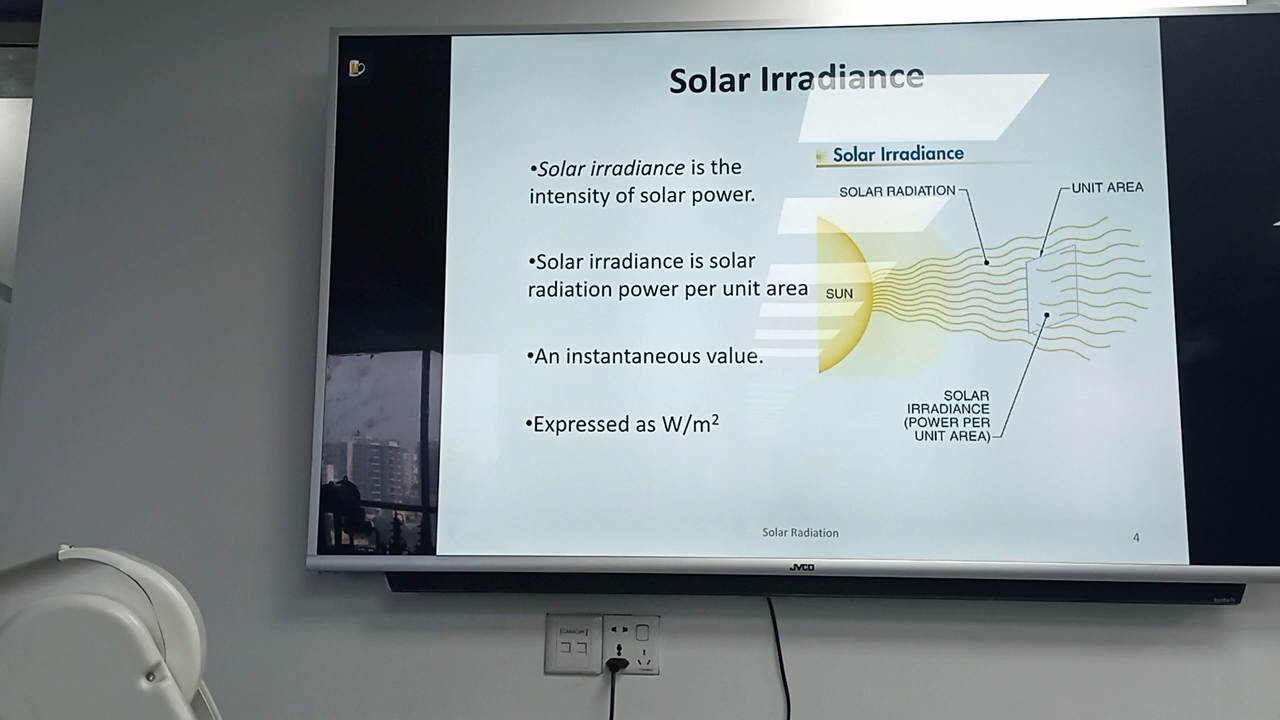 Solar Irradiance
•Solar irradiance is the
intensity of solar power.
•Solar irradiance is solar
radiation power per unit area
•An instantaneous value.
•Expressed as W/m²
Solar Irradiance
SOLAR RADIATION
UNIT AREA
SUN
SOLAR
IRRADIANCE
(POWER PER
UNIT AREA)
Solar Radiation
4
JVCO